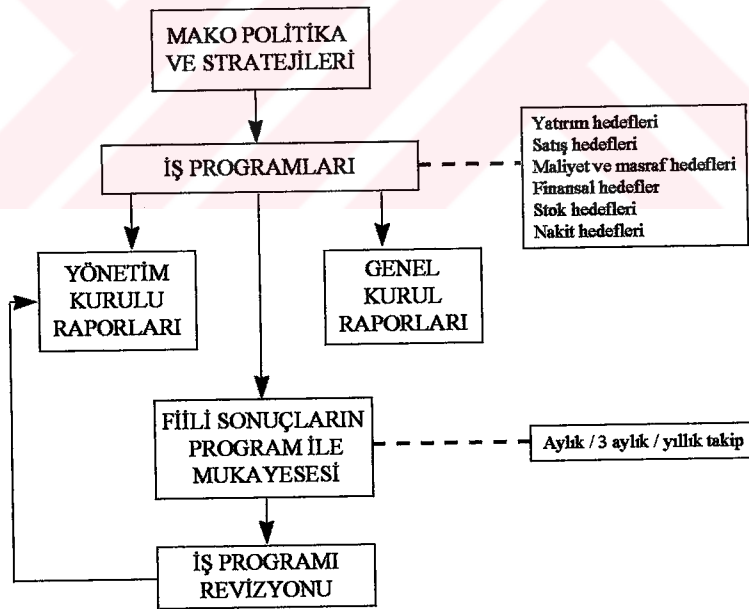 MAKO POLİTİKA
VE STRATEJİLERİ
İŞ PROGRAMLARI
Yatırım hedefleri
Satış hedefleri
Maliyet ve masraf hedefleri
Finansal hedefler
Stok hedefleri
Nakit hedefleri
YÖNETİM
KURULU
RAPORLARI
GENEL
KURUL
RAPORLARI
FİİLİ SONUÇLARIN
PROGRAM İLE
MUKAYESESİ
Aylık / 3 aylık / yıllık takip
İŞ PROGRAMI
REVİZYONU